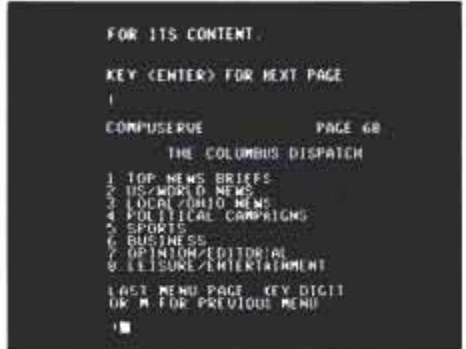 FOR ITS CONTENT.
KEY <ENTER> FOR NEXT PAGE
!
COMPUSERVE PAGE 68
THE COLUMBUS DISPATCH
1 TOP NEWS BRIEFS
2 US/WORLD NEWS
3 LOCAL/OHIO NEWS
4 POLITICAL CAMPAIGNS
5 SPORTS
6 BUSINESS
7 OPINION/EDITORIAL
8 LEISURE/ENTERTAINMENT
LAST MENU PAGE. KEY DIGIT
OR M FOR PREVIOUS MENU
!